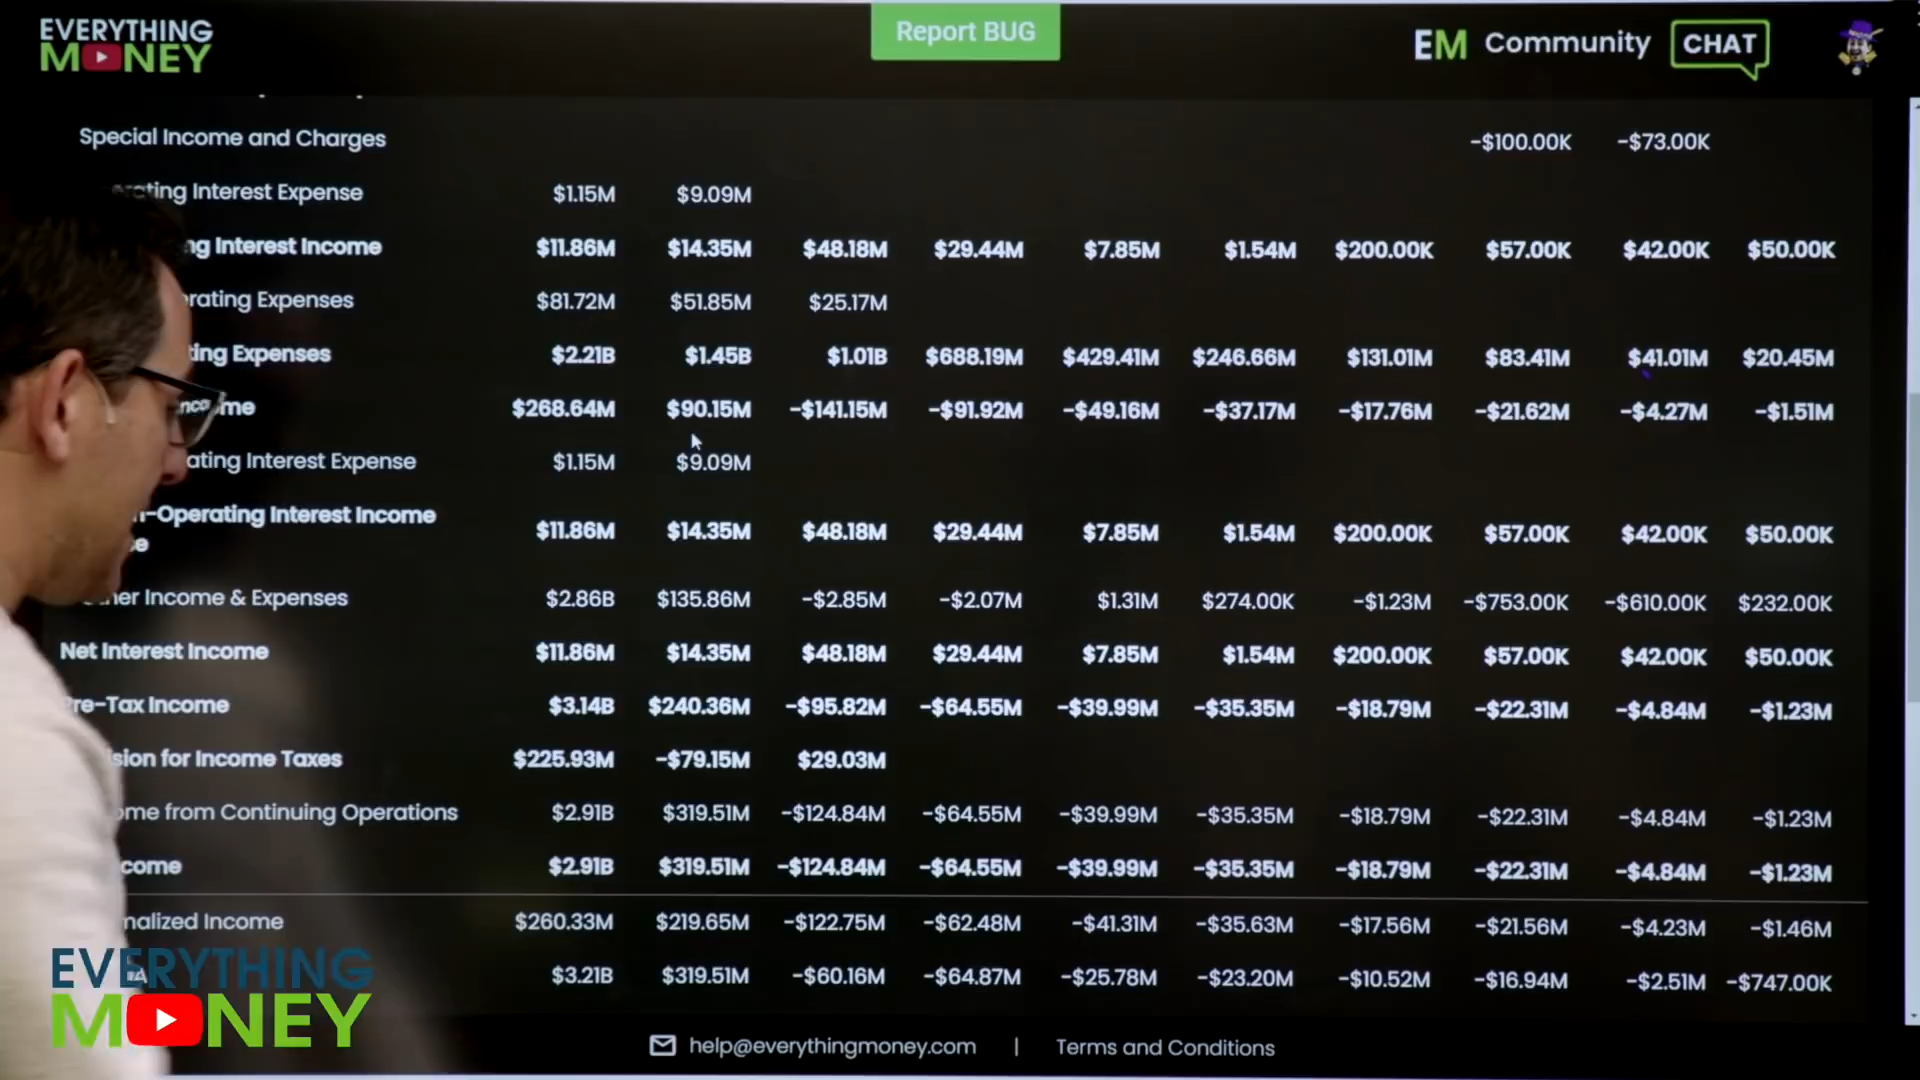 EVERYTHING
MONEY
Report BUG
EM Community CHAT
Special Income and Charges -$100.00K -$73.00K
Interest Expense $1.15M $9.09M
Interest Income $11.86M $14.35M $48.18M $29.44M $7.85M $1.54M $200.00K $57.00K $42.00K $50.00K
rating Expenses $81.72M $51.85M $25.17M
ting Expenses $2.21B $1.45B $1.01B $688.19M $429.41M $246.66M $131.01M $83.41M $41.01M $20.45M
me $268.64M $90.15M -$141.15M -$91.92M -$49.16M -$37.17M -$17.76M -$21.62M -$4.27M -$1.51M
ating Interest Expense $1.15M $9.09M
-Operating Interest Income $11.86M $14.35M $48.18M $29.44M $7.85M $1.54M $200.00K $57.00K $42.00K $50.00K
e
her Income & Expenses $2.86B $135.86M -$2.85M -$2.07M $1.31M $274.00K -$1.23M -$753.00K -$610.00K $232.00K
Net Interest Income $11.86M $14.35M $48.18M $29.44M $7.85M $1.54M $200.00K $57.00K $42.00K $50.00K
re-Tax Income $3.14B $240.36M -$95.82M -$64.55M -$39.99M -$35.35M -$18.79M -$22.31M -$4.84M -$1.23M
sion for Income Taxes $225.93M -$79.15M $29.03M
ome from Continuing Operations $2.91B $319.51M -$124.84M -$64.55M -$39.99M -$35.35M -$18.79M -$22.31M -$4.84M -$1.23M
come $2.91B $319.51M -$124.84M -$64.55M -$39.99M -$35.35M -$18.79M -$22.31M -$4.84M -$1.23M
malized Income $260.33M $219.65M -$122.75M -$62.48M -$41.31M -$35.63M -$17.56M -$21.56M -$4.23M -$1.46M
$3.21B $319.51M -$60.16M -$64.87M -$25.78M -$23.20M -$10.52M -$16.94M -$2.51M -$747.00K
EVERYTHING
MONEY
help@everythingmoney.com | Terms and Conditions